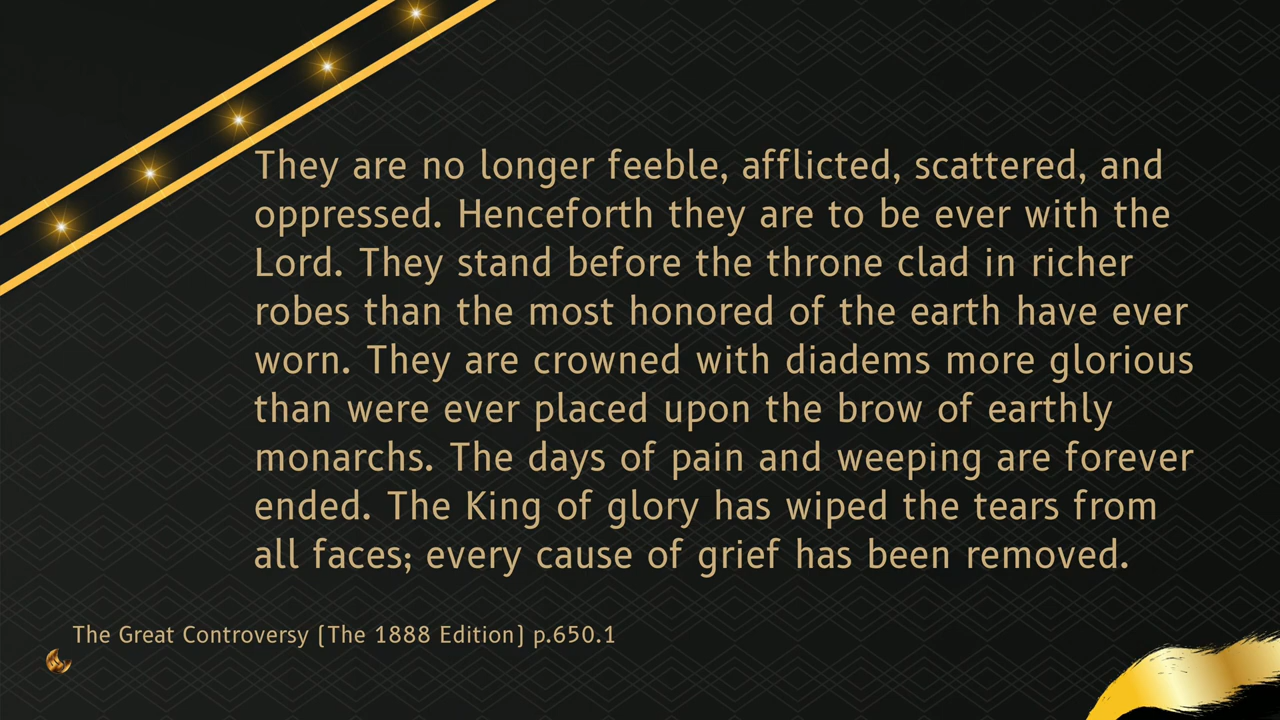 They are no longer feeble, afflicted, scattered, and
oppressed. Henceforth they are to be ever with the
Lord. They stand before the throne clad in richer
robes than the most honored of the earth have ever
worn. They are crowned with diadems more glorious
than were ever placed upon the brow of earthly
monarchs. The days of pain and weeping are forever
ended. The King of glory has wiped the tears from
all faces; every cause of grief has been removed.
The Great Controversy (The 1888 Edition) p.650.1